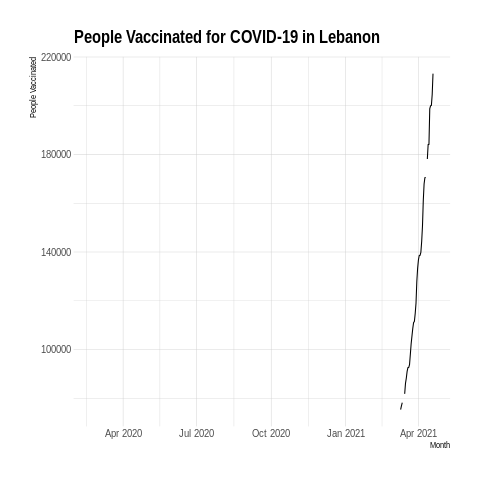 People Vaccinated for COVID-19 in Lebanon
People Vaccinated
220000
180000
140000
100000
Apr 2020 Jul 2020 Oct 2020 Jan 2021 Apr 2021
Month